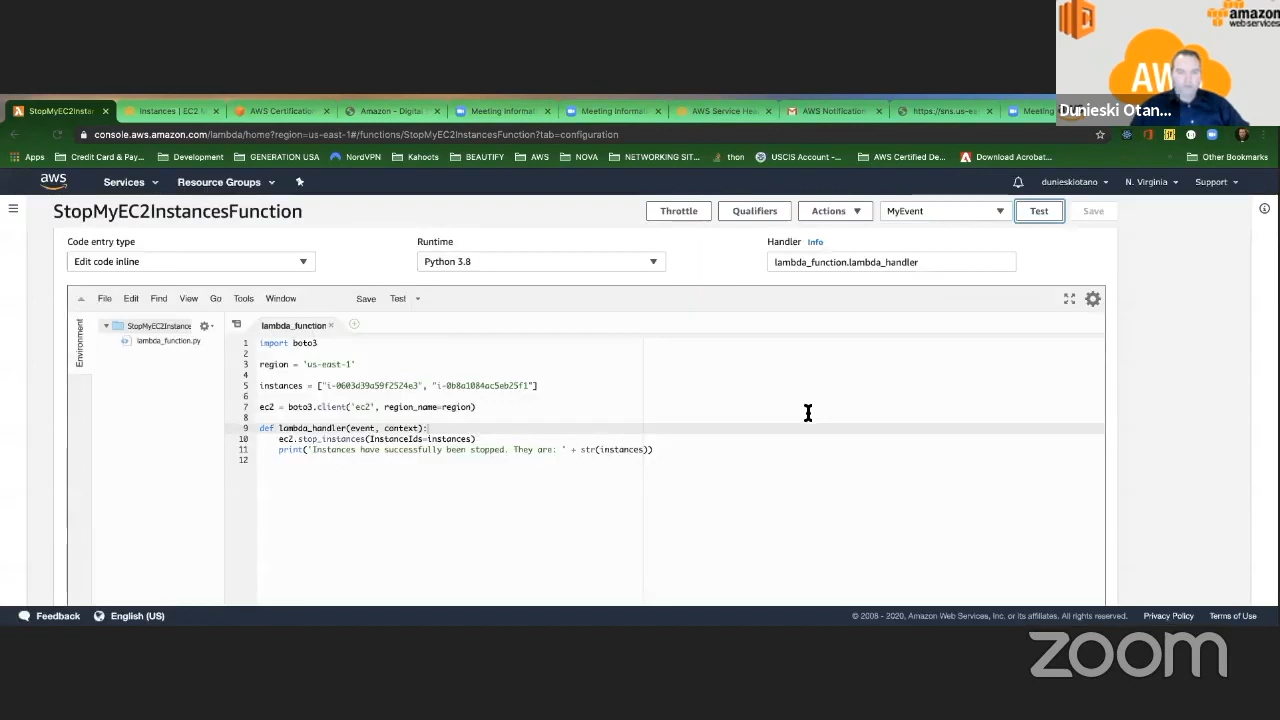 amazon
web services
AWS
Dunieski Otan...
StopMyEC2Instan
Instances | EC2 M
AWS Certification
Amazon - Digital
Meeting Informat
Meeting Informat
AWS Service Hea
AWS Notification
https://sns.us-ea
Meeting
console.aws.amazon.com/lambda/home?region=us-east-1#/functions/StopMyEC2InstancesFunction?tab=configuration
Apps
Credit Card & Pay...
Development
GENERATION USA
NordVPN
Kahoots
BEAUTIFY
AWS
NOVA
NETWORKING SIT...
thon
USCIS Account -...
AWS Certified De...
Download Acrobat...
Other Bookmarks
aws
Services
Resource Groups
dunieskiotano
N. Virginia
Support
StopMyEC2InstancesFunction
Throttle
Qualifiers
Actions
MyEvent
Test
Save
Code entry type
Runtime
Handler Info
Edit code inline
Python 3.8
lambda_function.lambda_handler
File Edit Find View Go Tools Window Save Test
Environment
StopMyEC2Instance
lambda_function.py
lambda_function
1 import boto3
2
3 region = 'us-east-1'
4
5 instances = ["i-0603d39a59f2524e3", "i-0b8a1084ac5eb25f1"]
6
7 ec2 = boto3.client('ec2', region_name=region)
8
9 def lambda_handler(event, context):
10 ec2.stop_instances(InstanceIds=instances)
11 print('Instances have successfully been stopped. They are: ' + str(instances))
12
Feedback
English (US)
© 2008 - 2020, Amazon Web Services, Inc. or its affiliates. All rights reserved.
Privacy Policy
Terms of Use
zoom